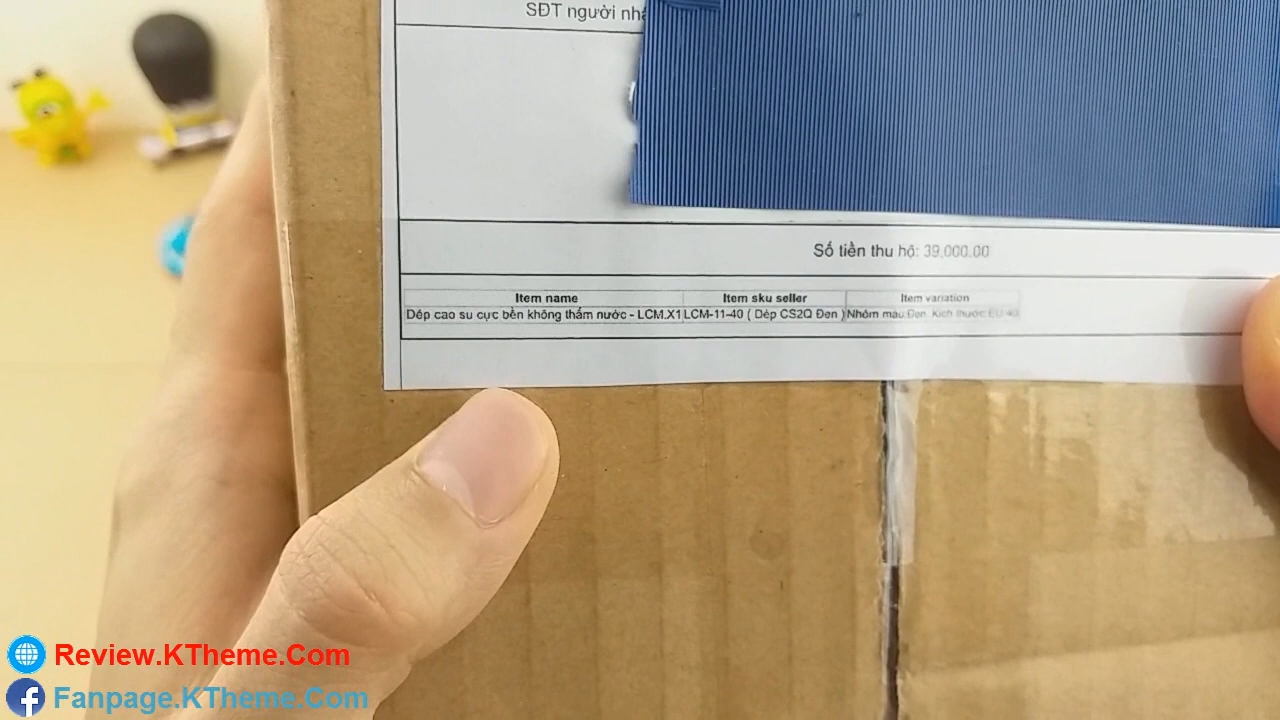 SĐT người nhậ
Số tiền thu hộ: 39,000.00
Item name Item sku seller Item variation
Dép cao su cực bền không thấm nước - LCM.X1 LCM-11-40 ( Dép CS2Q Đen ) Nhóm màu:Đen, Kích thước:EU:40
Review.KTheme.Com
Fanpage.KTheme.Com